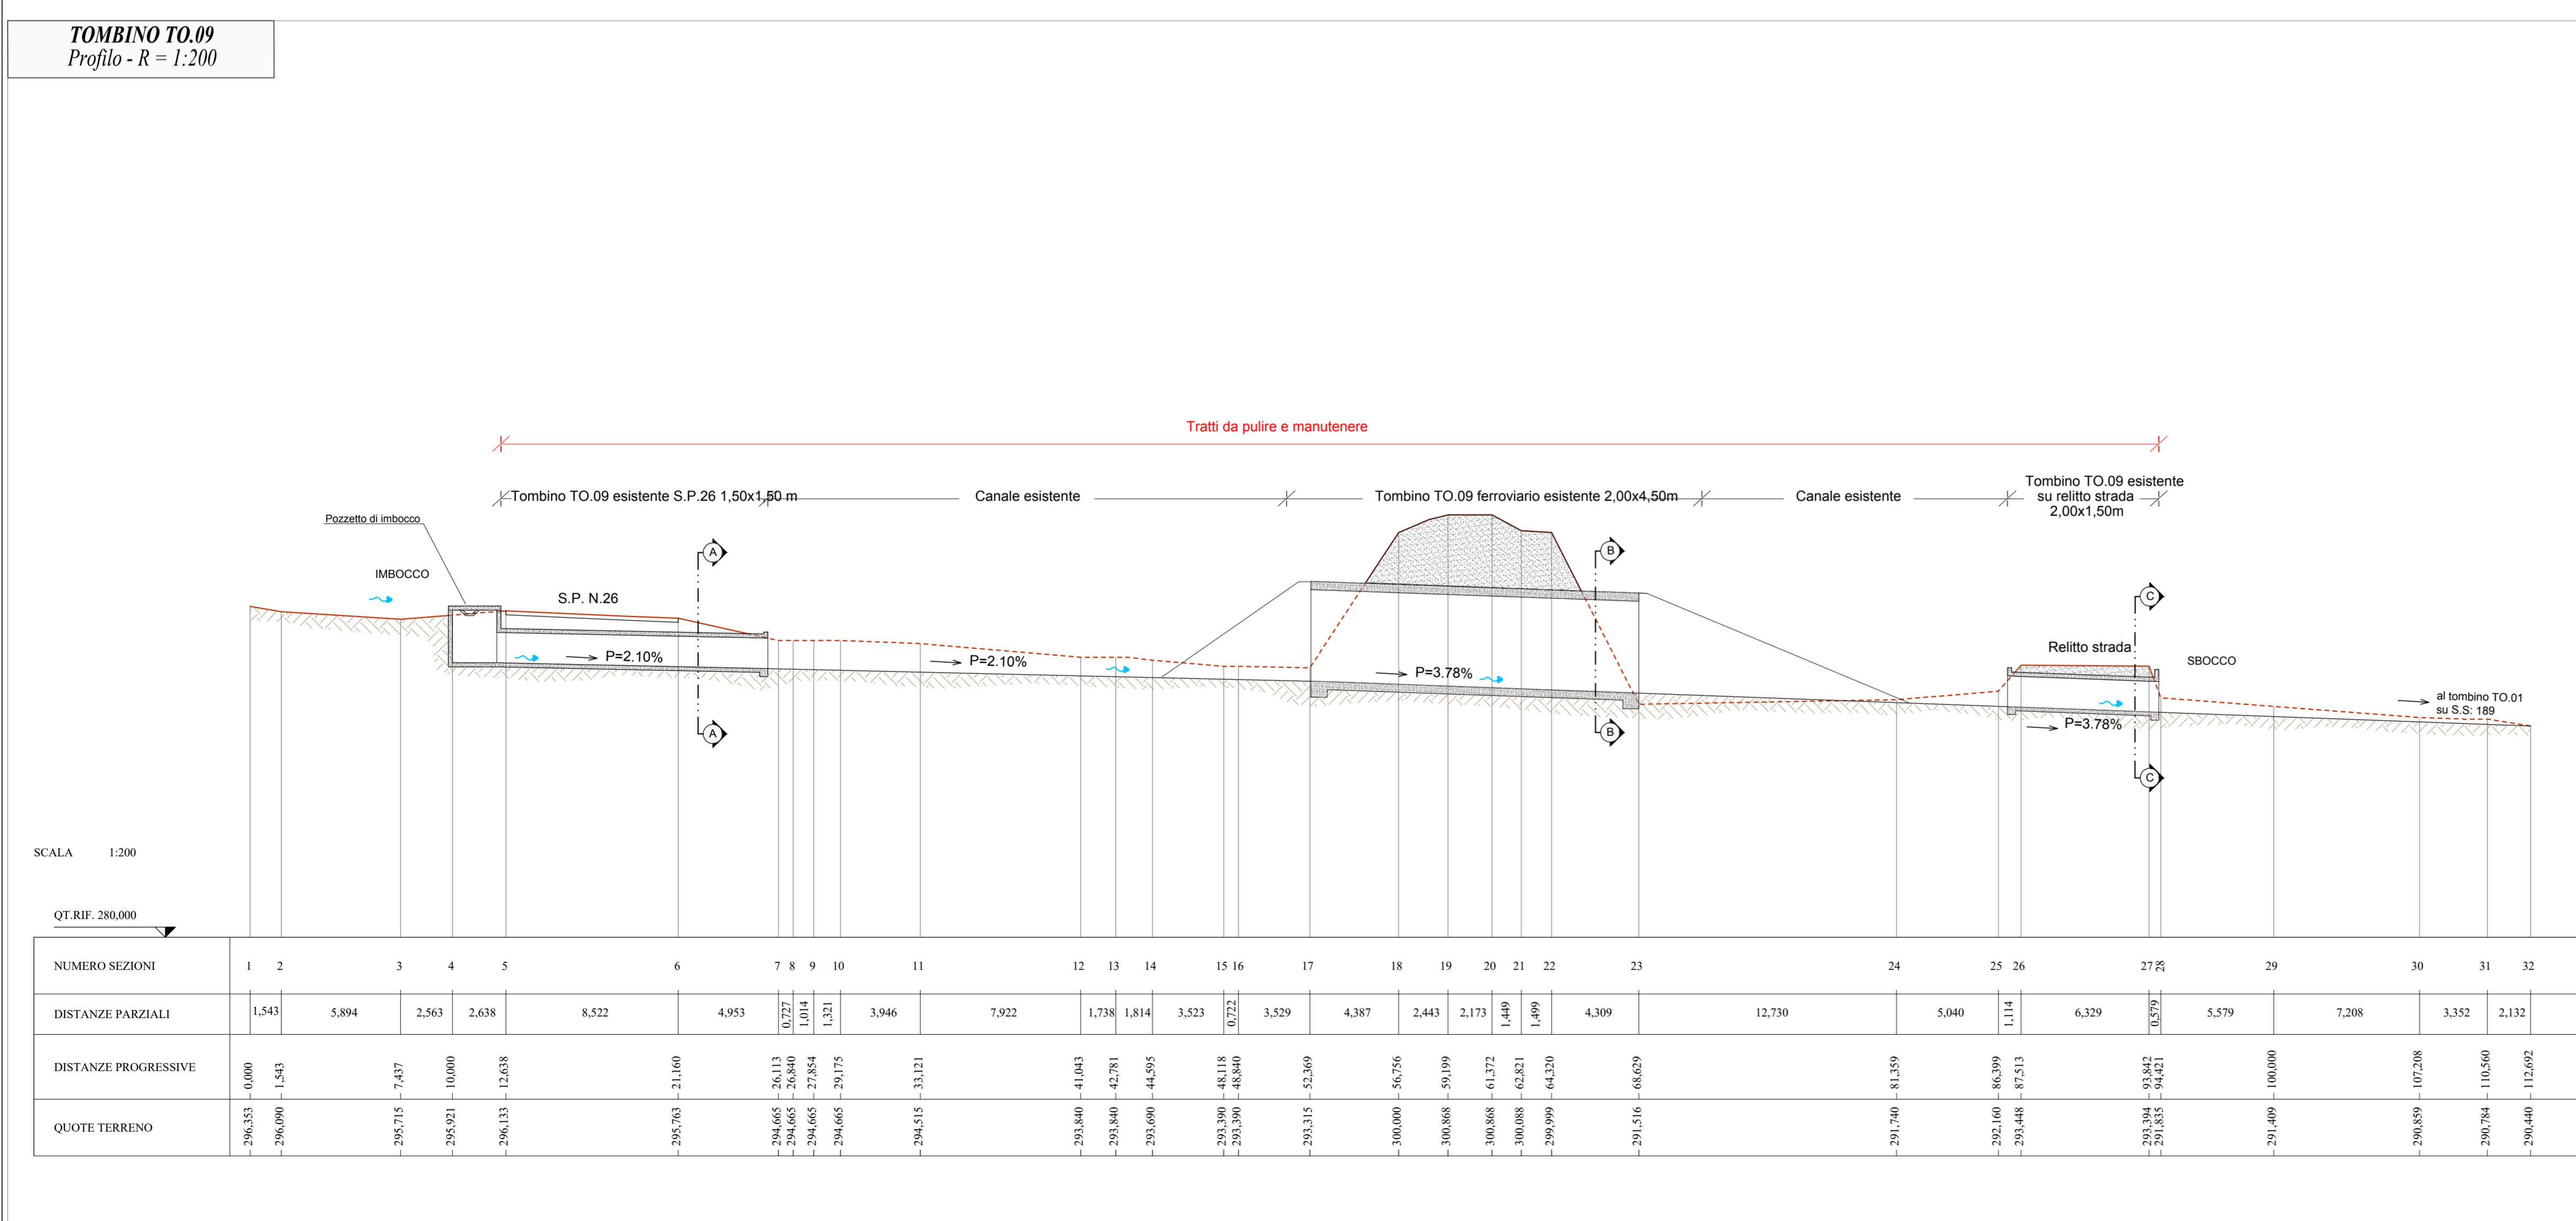 TOMBINO TO.09
Profilo - R = 1:200
Tratti da pulire e manutenere
Tombino TO.09 esistente S.P.26 1,50x1,50 m
Canale esistente
Tombino TO.09 ferroviario esistente 2,00x4,50m
Canale esistente
Tombino TO.09 esistente
su relitto strada
2,00x1,50m
Pozzetto di imbocco
IMBOCCO
S.P. N.26
A
B
C
Relitto strada
SBOCCO
P=2.10%
P=2.10%
P=3.78%
al tombino TO.01
su S.S: 189
P=3.78%
A
B
C
SCALA 1:200
QT.RIF. 280,000
NUMERO SEZIONI 1 2 3 4 5 6 7 8 9 10 11 12 13 14 15 16 17 18 19 20 21 22 23 24 25 26 27 28 29 30 31 32
DISTANZE PARZIALI 1,543 5,894 2,563 2,638 8,522 4,953 0,727 1,014 1,321 3,946 7,922 1,738 1,814 3,523 0,722 3,529 4,387 2,443 2,173 1,449 1,499 4,309 12,730 5,040 1,114 6,329 0,579 5,579 7,208 3,352 2,132
DISTANZE PROGRESSIVE 0,000 1,543 7,437 10,000 12,638 21,160 26,113 26,840 27,854 29,175 33,121 41,043 42,781 44,595 48,118 48,840 52,369 56,756 59,199 61,372 62,821 64,320 68,629 81,359 86,399 87,513 93,842 94,421 100,000 107,208 110,560 112,692
QUOTE TERRENO 296,353 296,090 295,715 295,921 296,133 295,763 294,665 294,665 294,665 294,665 294,515 293,840 293,840 293,690 293,390 293,390 293,315 300,000 300,868 300,868 300,088 299,999 291,516 291,740 292,160 293,448 293,394 291,835 291,409 290,859 290,784 290,440